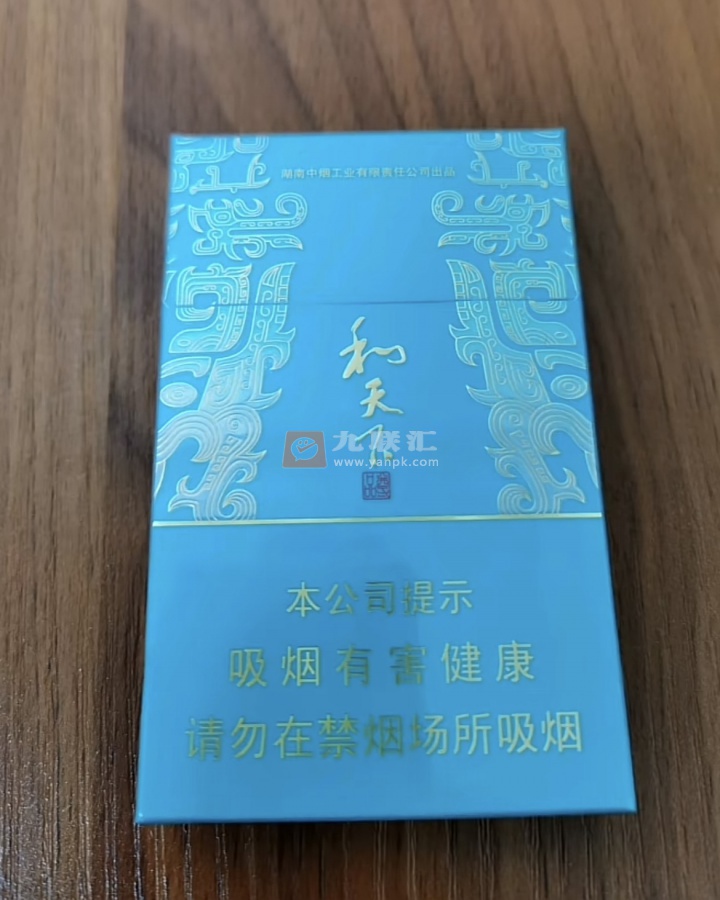 湖南中烟工业有限责任公司出品
和天下
九联汇
www.yanpk.com
本公司提示
吸烟有害健康
请勿在禁烟场所吸烟